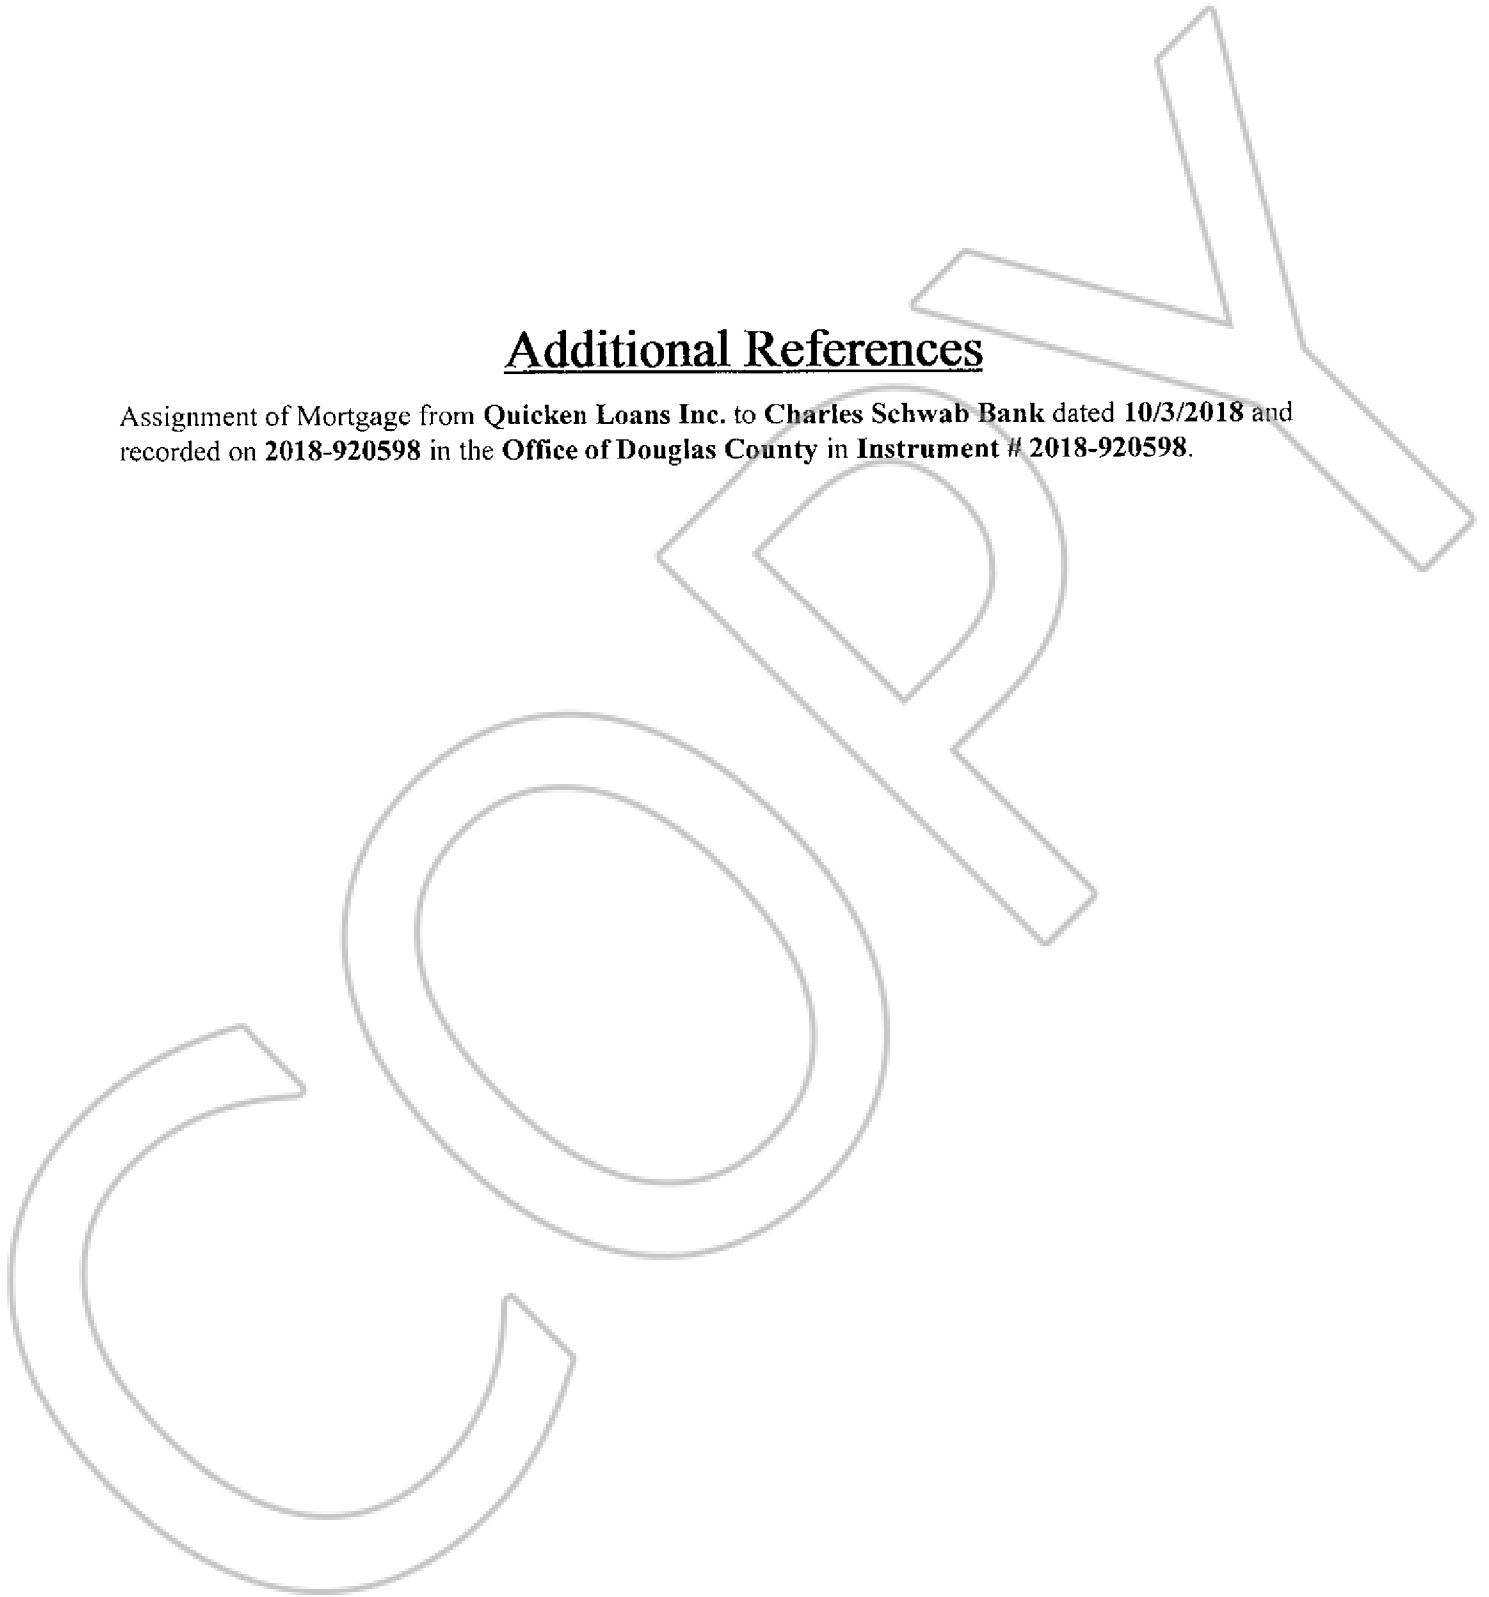 Additional References
Assignment of Mortgage from Quicken Loans Inc. to Charles Schwab Bank dated 10/3/2018 and
recorded on 2018-920598 in the Office of Douglas County in Instrument # 2018-920598.
COPY